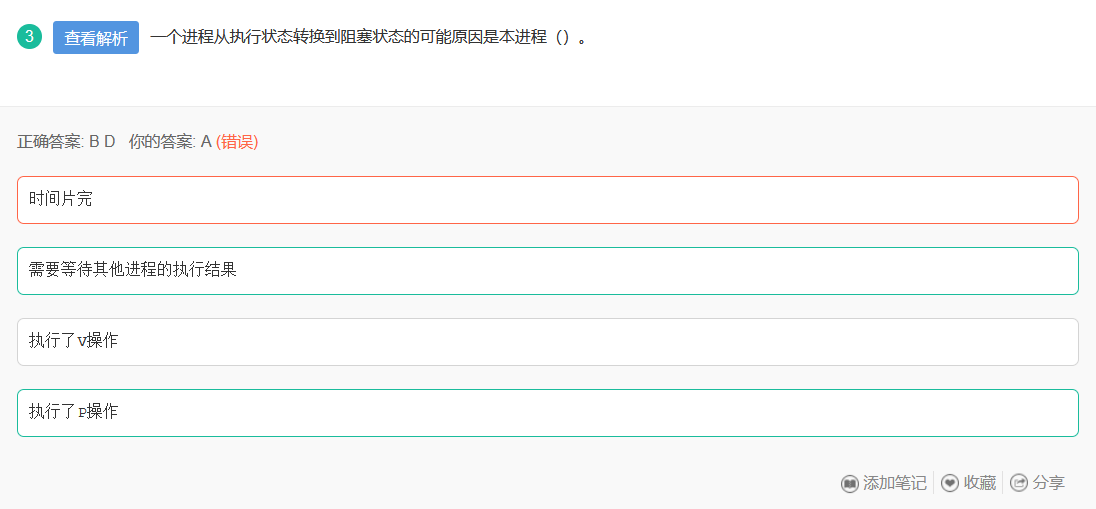 3 查看解析 一个进程从执行状态转换到阻塞状态的可能原因是本进程（）。
正确答案: B D 你的答案: A (错误)
时间片完
需要等待其他进程的执行结果
执行了V操作
执行了P操作
添加笔记 收藏 分享